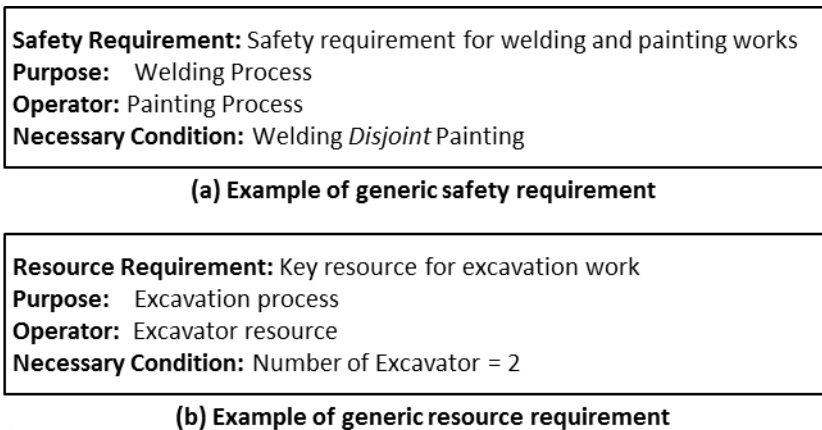 Safety Requirement: Safety requirement for welding and painting works
Purpose: Welding Process
Operator: Painting Process
Necessary Condition: Welding Disjoint Painting
(a) Example of generic safety requirement
Resource Requirement: Key resource for excavation work
Purpose: Excavation process
Operator: Excavator resource
Necessary Condition: Number of Excavator = 2
(b) Example of generic resource requirement